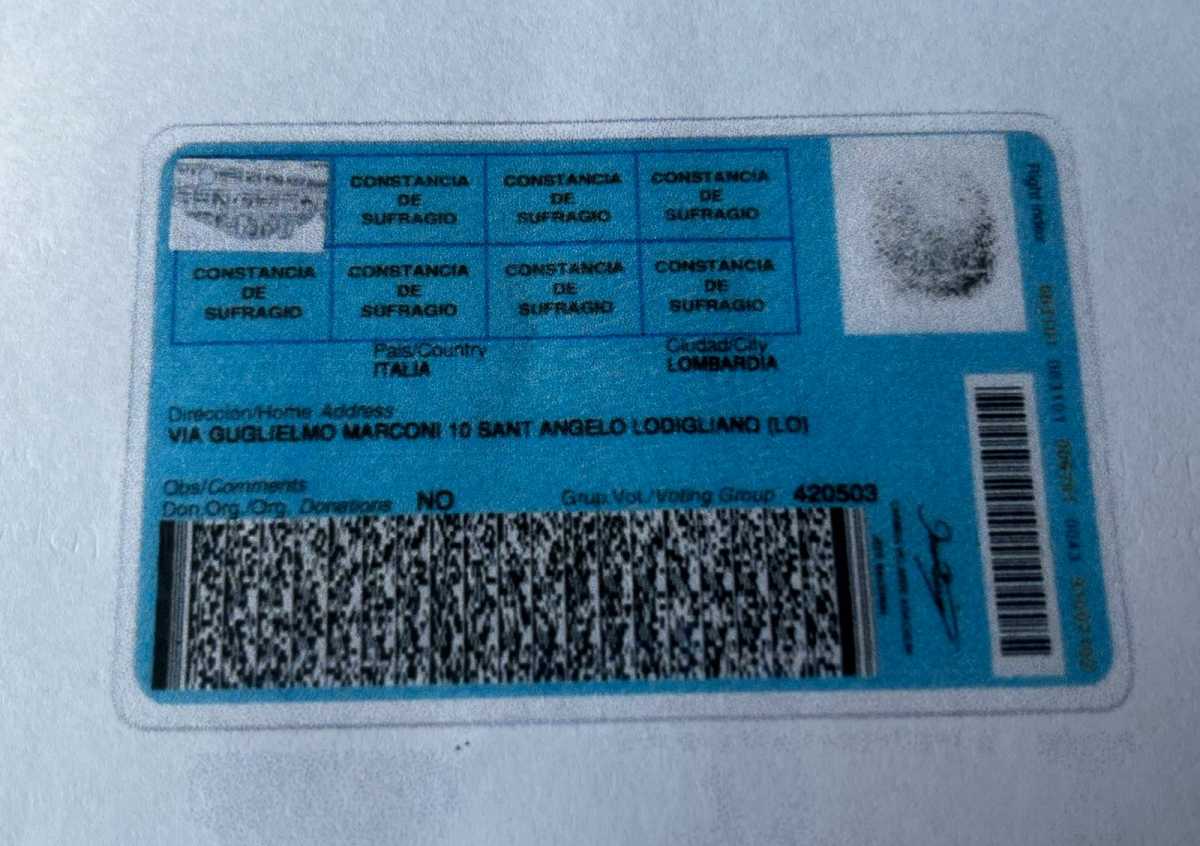 CONSTANCIA CONSTANCIA CONSTANCIA
DE DE DE
SUFRAGIO SUFRAGIO SUFRAGIO
CONSTANCIA CONSTANCIA CONSTANCIA CONSTANCIA
DE DE DE DE
SUFRAGIO SUFRAGIO SUFRAGIO SUFRAGIO
País/Country Ciudad/City
ITALIA LOMBARDIA
Dirección/Home Address
VIA GUGLIELMO MARCONI 10 SANT ANGELO LODIGLIANO (LO)
Obs/Comments
Don.Org./Org. Donations NO Grup.Vot./Voting Group 420503